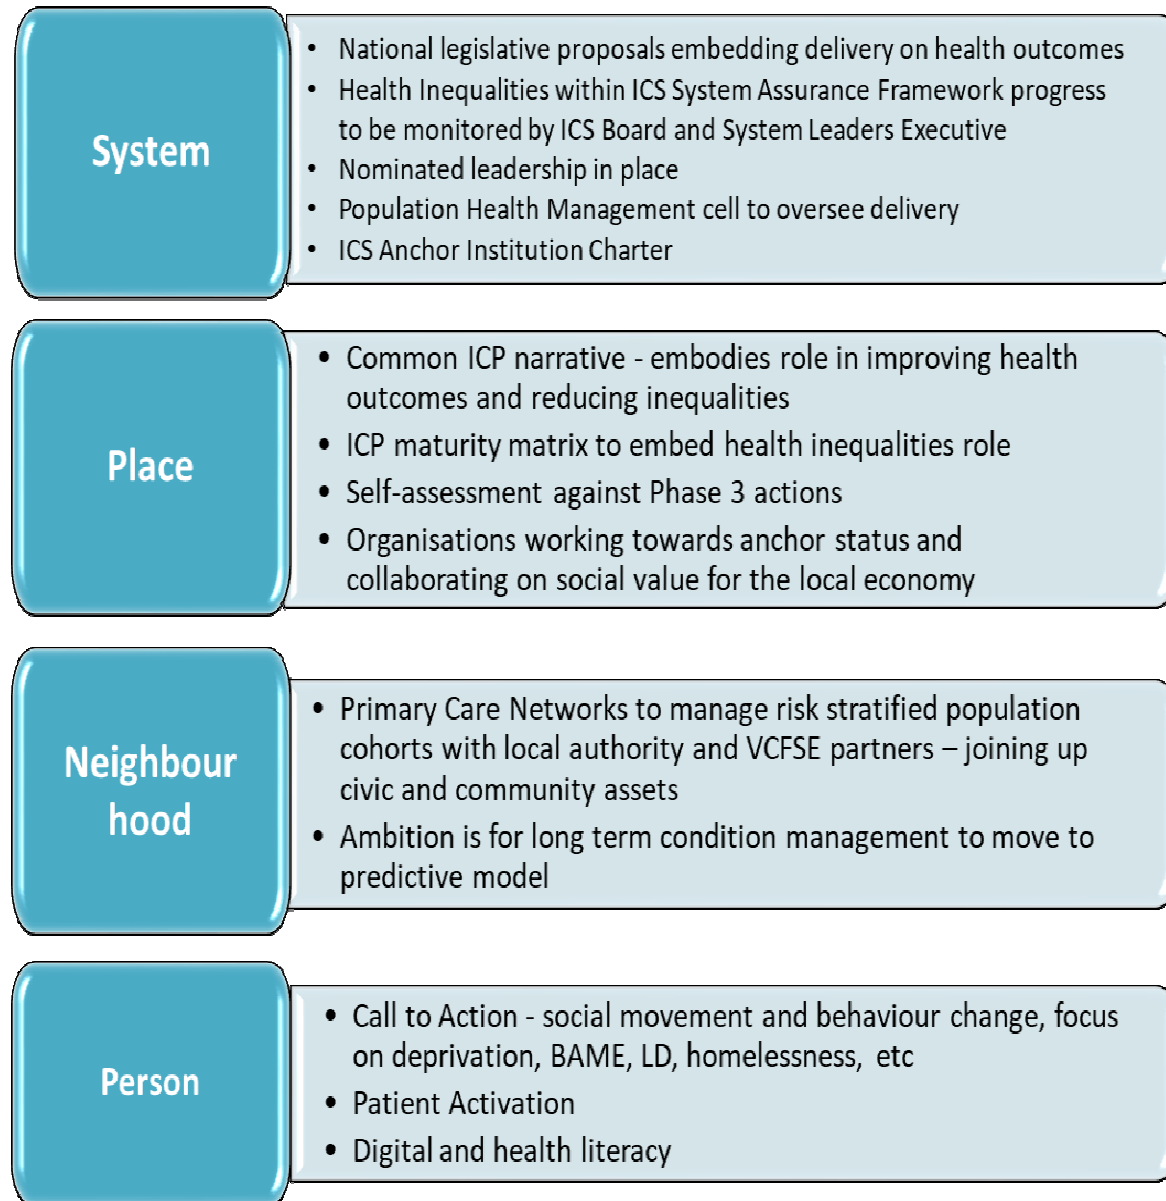 System
• National legislative proposals embedding delivery on health outcomes
• Health Inequalities within ICS System Assurance Framework progress
to be monitored by ICS Board and System Leaders Executive
• Nominated leadership in place
• Population Health Management cell to oversee delivery
• ICS Anchor Institution Charter
Place
• Common ICP narrative - embodies role in improving health
outcomes and reducing inequalities
• ICP maturity matrix to embed health inequalities role
• Self-assessment against Phase 3 actions
• Organisations working towards anchor status and
collaborating on social value for the local economy
Neighbour
hood
• Primary Care Networks to manage risk stratified population
cohorts with local authority and VCFSE partners – joining up
civic and community assets
• Ambition is for long term condition management to move to
predictive model
Person
• Call to Action - social movement and behaviour change, focus
on deprivation, BAME, LD, homelessness, etc
• Patient Activation
• Digital and health literacy